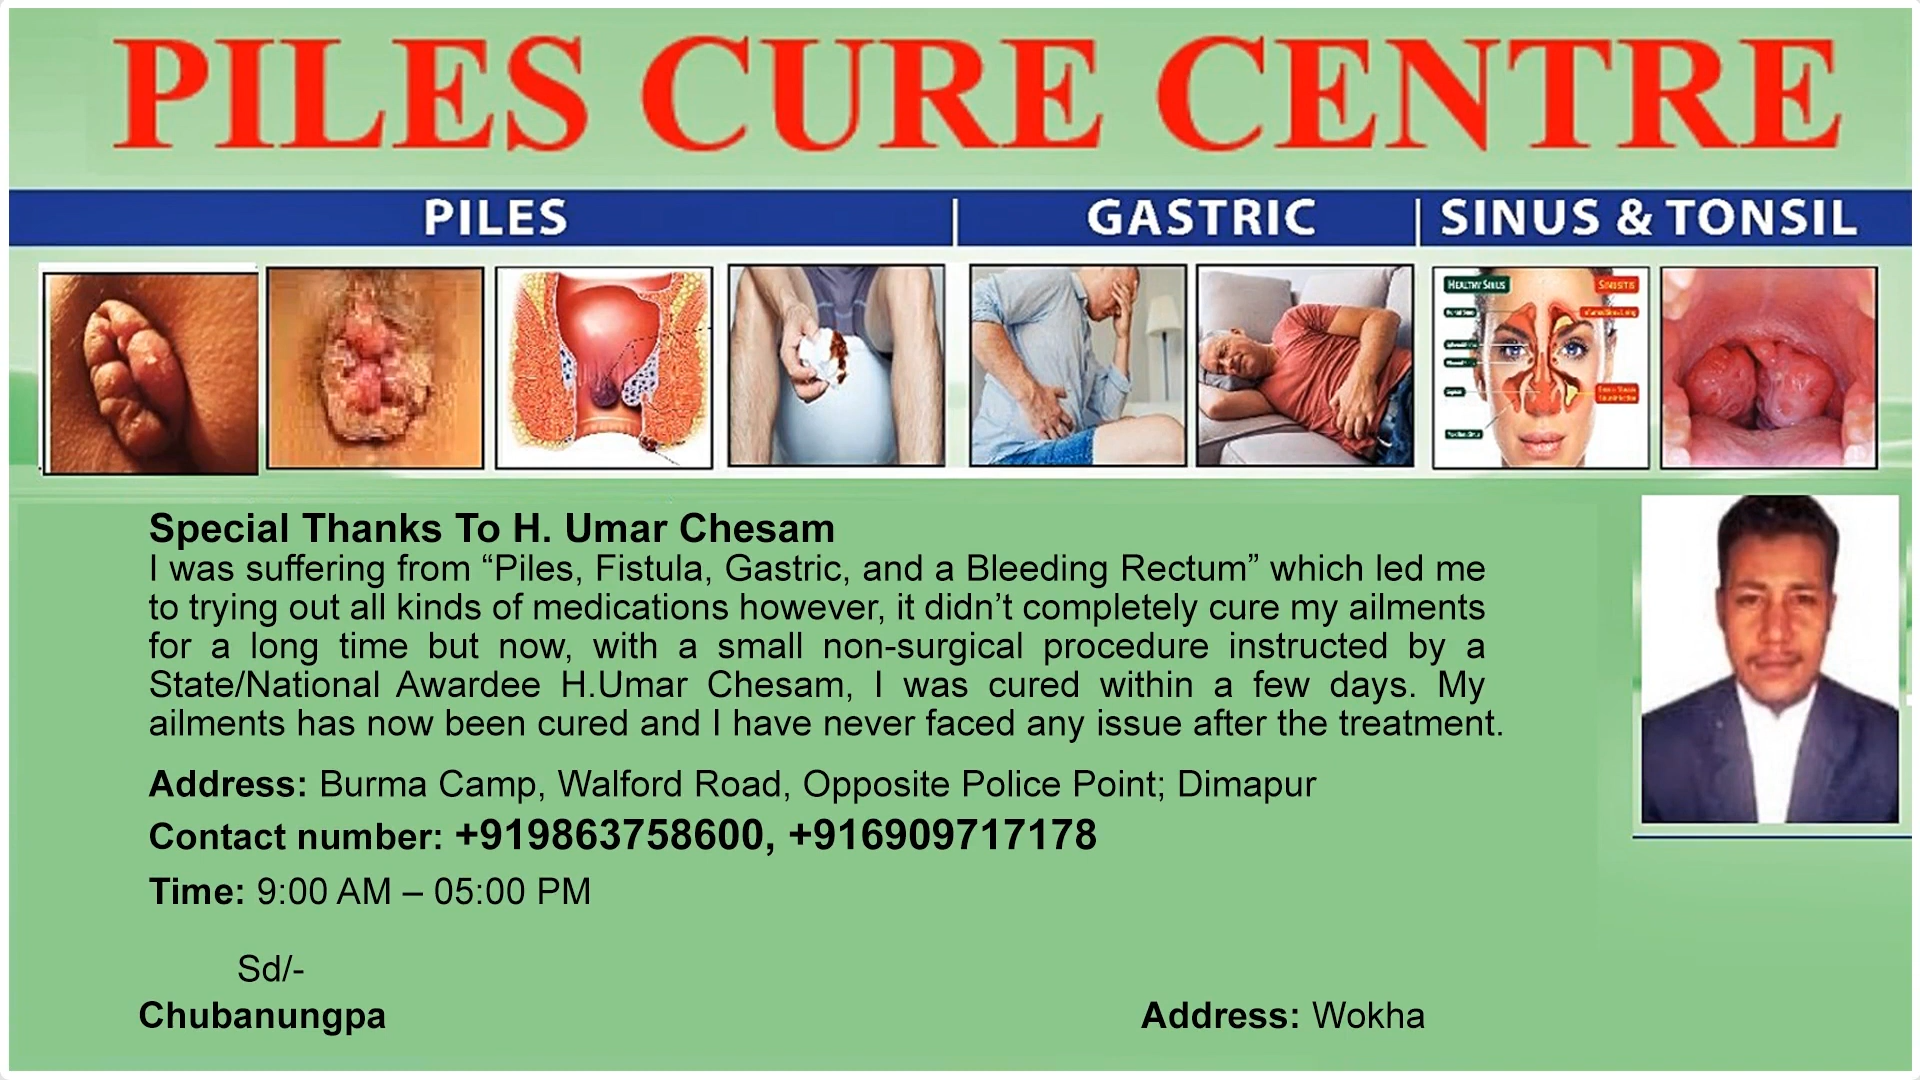 PILES CURE CENTRE
PILES | GASTRIC | SINUS & TONSIL
HEALTHY SINUS
SINUSITIS
Special Thanks To H. Umar Chesam
I was suffering from “Piles, Fistula, Gastric, and a Bleeding Rectum” which led me
to trying out all kinds of medications however, it didn’t completely cure my ailments
for a long time but now, with a small non-surgical procedure instructed by a
State/National Awardee H.Umar Chesam, I was cured within a few days. My
ailments has now been cured and I have never faced any issue after the treatment.
Address: Burma Camp, Walford Road, Opposite Police Point; Dimapur
Contact number: +919863758600, +916909717178
Time: 9:00 AM – 05:00 PM
Sd/-
Chubanungpa
Address: Wokha